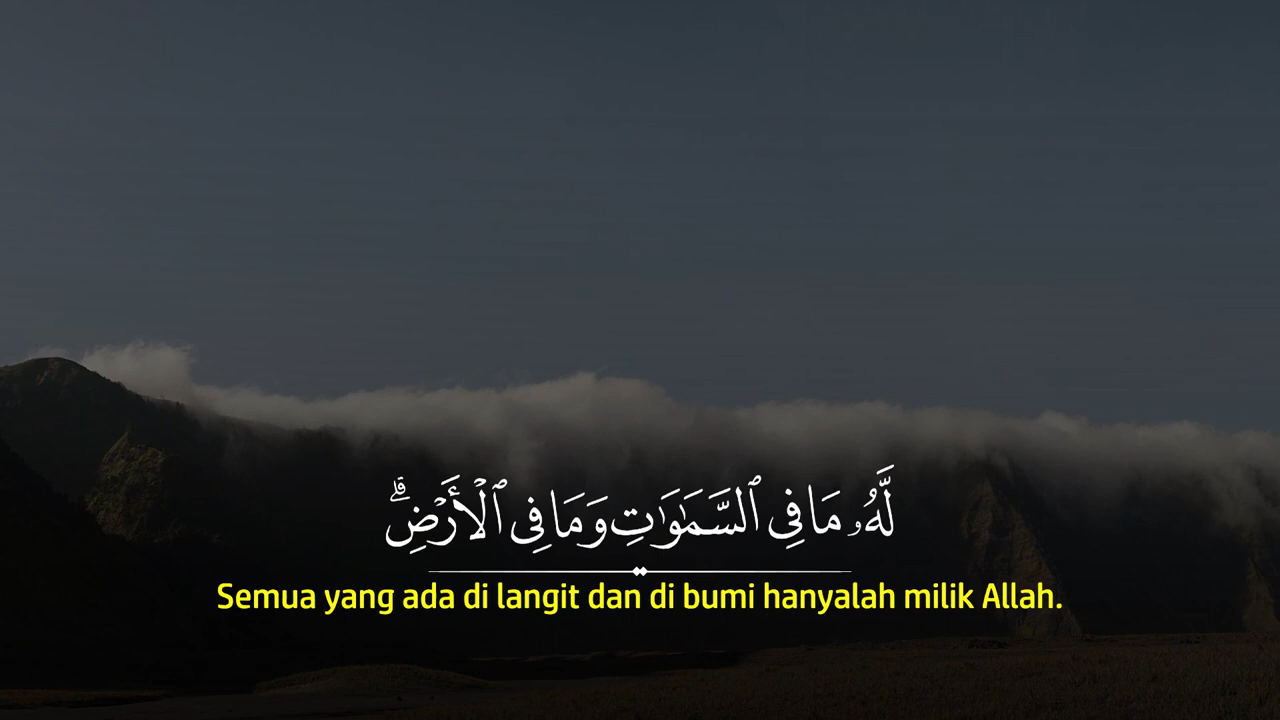 لَّهُۥ مَا فِى ٱلسَّمَـٰوَٰتِ وَمَا فِى ٱلْأَرْضِ ۗ
Semua yang ada di langit dan di bumi hanyalah milik Allah.